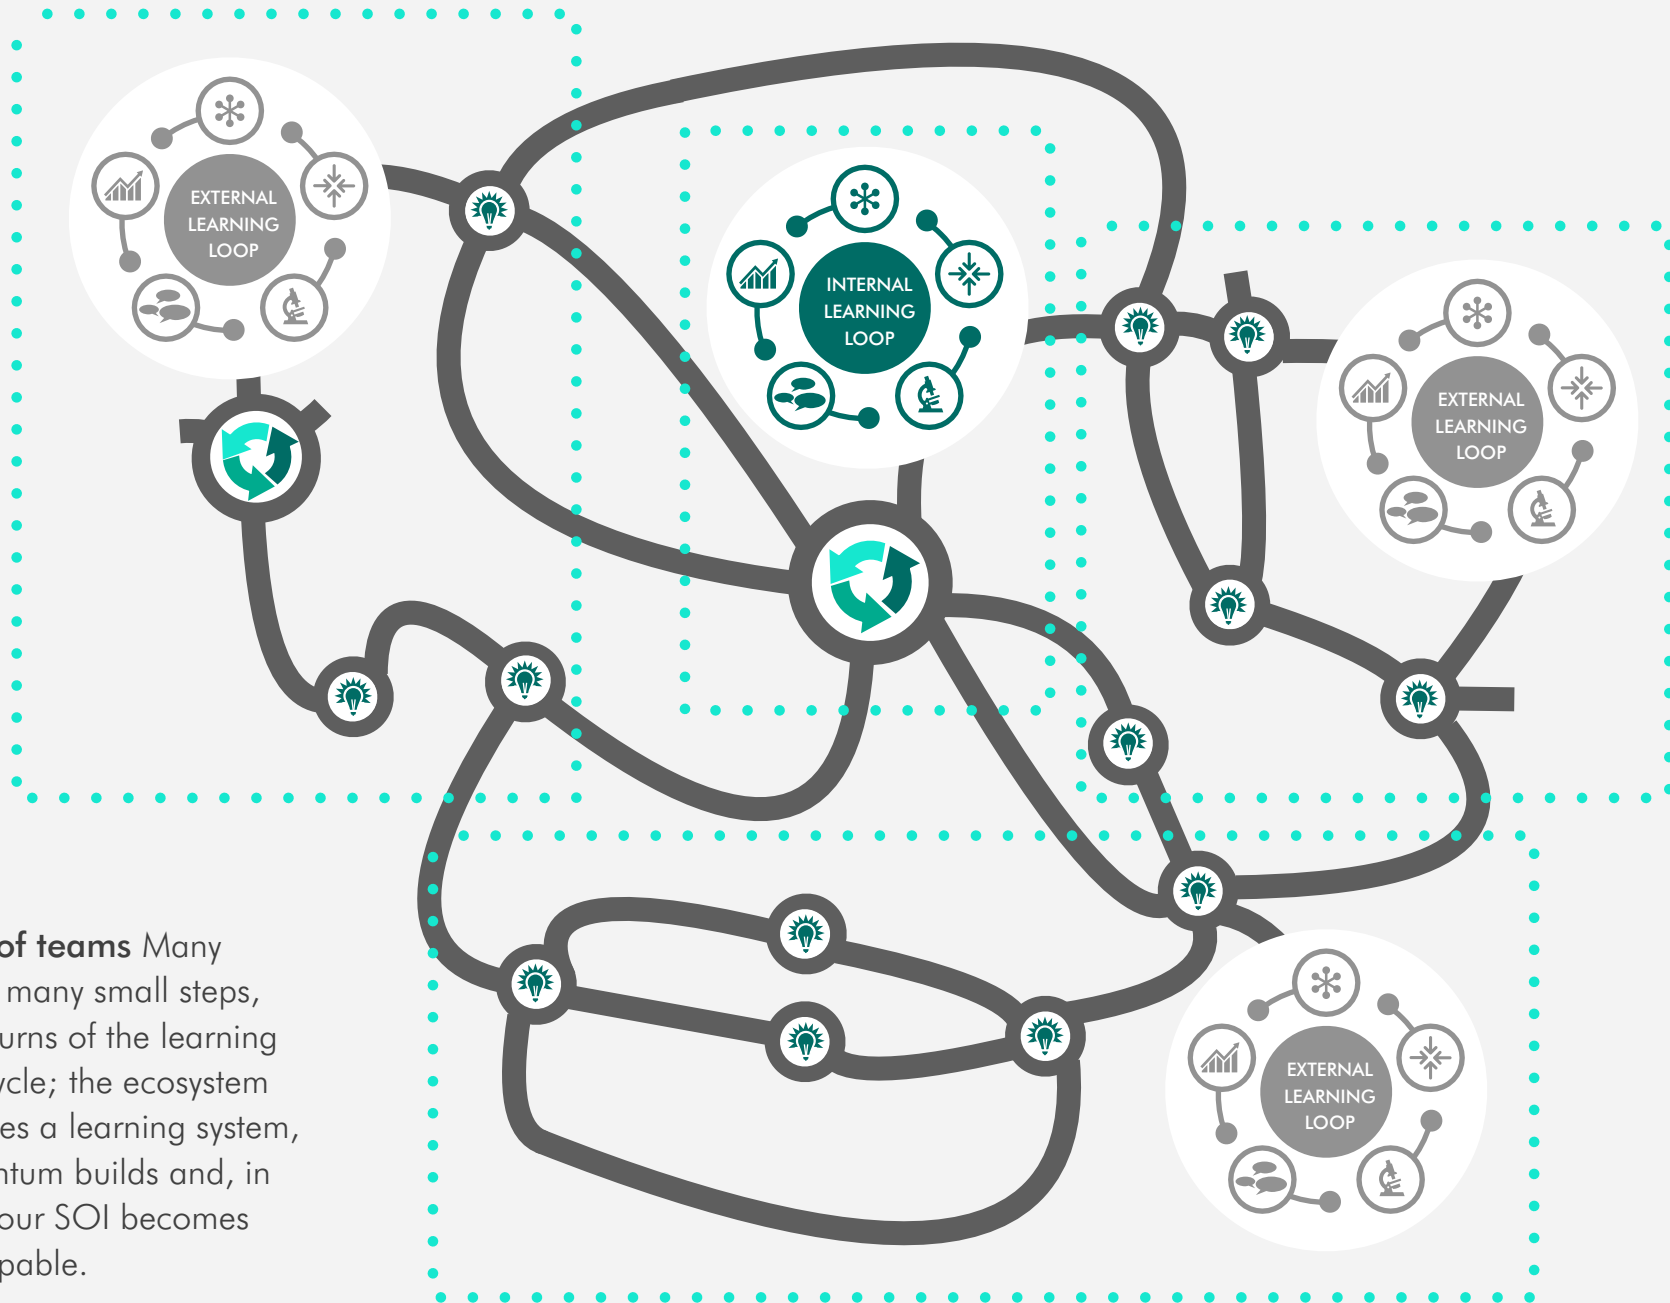 EXTERNAL
LEARNING
LOOP
INTERNAL
LEARNING
LOOP
EXTERNAL
LEARNING
LOOP
of teams Many
many small steps,
urns of the learning
ycle; the ecosystem
es a learning system,
ntum builds and, in
our SOI becomes
pable.
EXTERNAL
LEARNING
LOOP